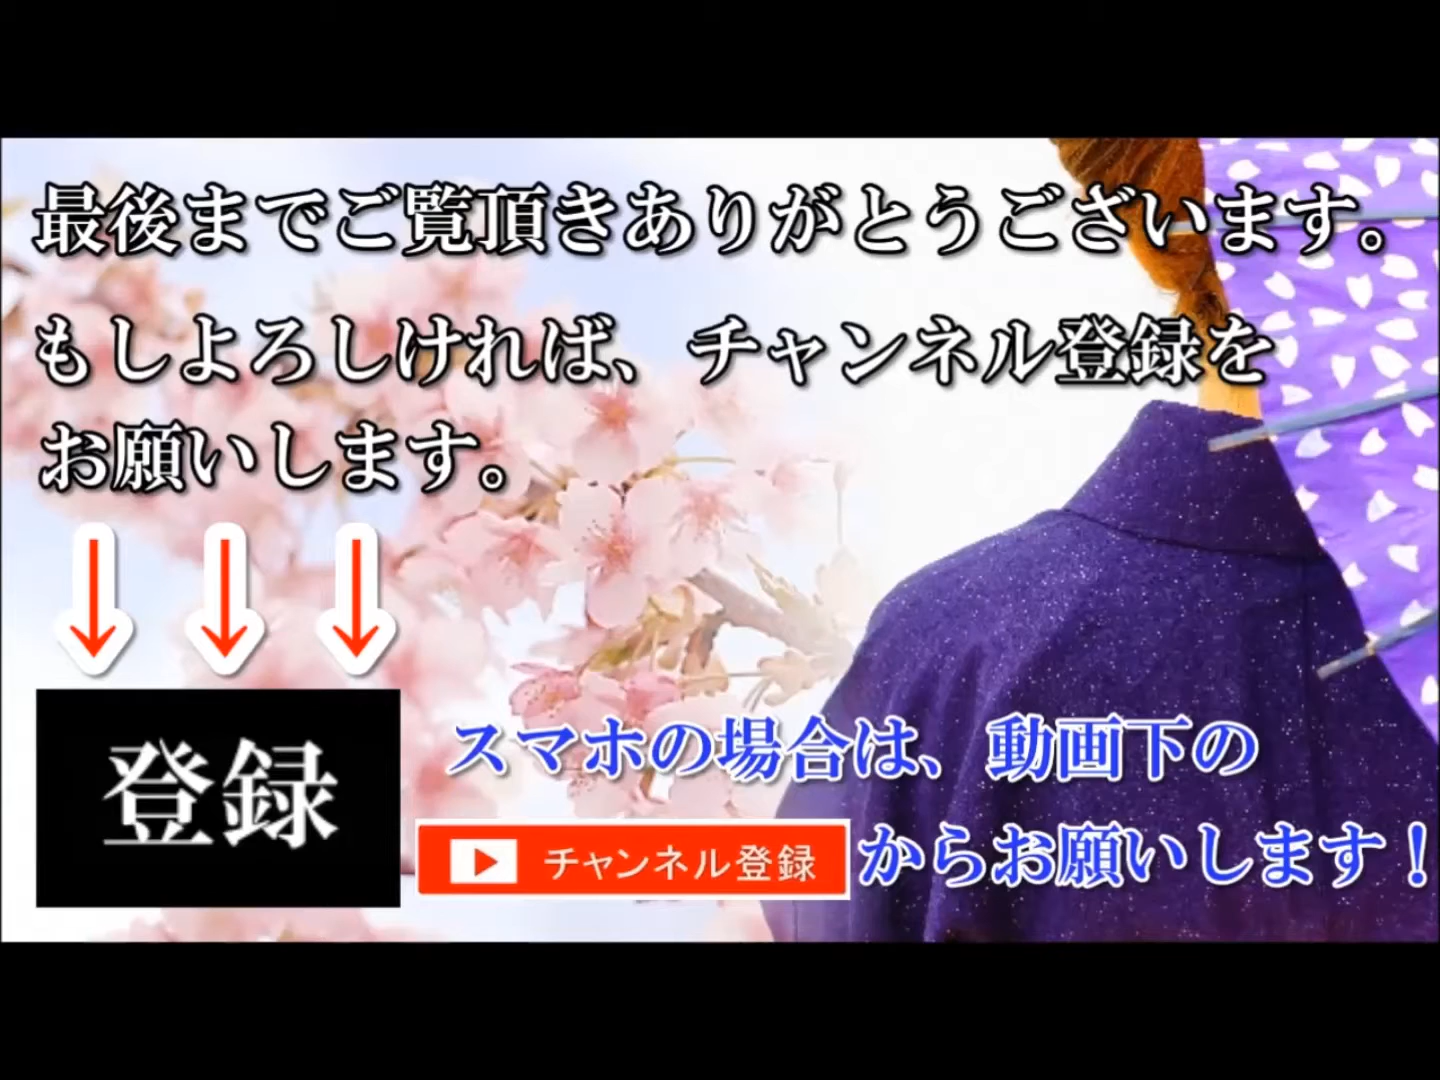 最後までご覧頂きありがとうございます。
もしよろしければ、チャンネル登録を
お願いします。
↓ ↓ ↓
登録
スマホの場合は、動画下の
チャンネル登録 からお願いします！